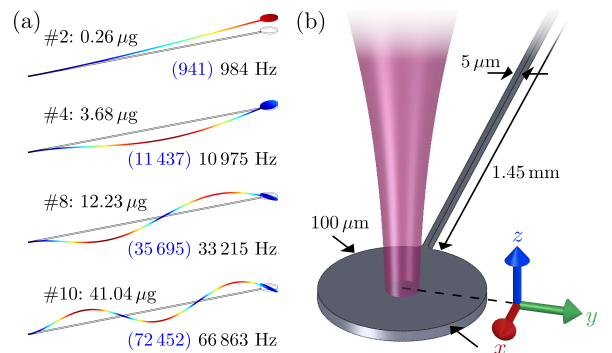 (a)
#2: 0.26 μg
(941) 984 Hz
#4: 3.68 μg
(11 437) 10 975 Hz
#8: 12.23 μg
(35 695) 33 215 Hz
#10: 41.04 μg
(72 452) 66 863 Hz
(b)
5 μm
1.45 mm
100 μm
z
y
x